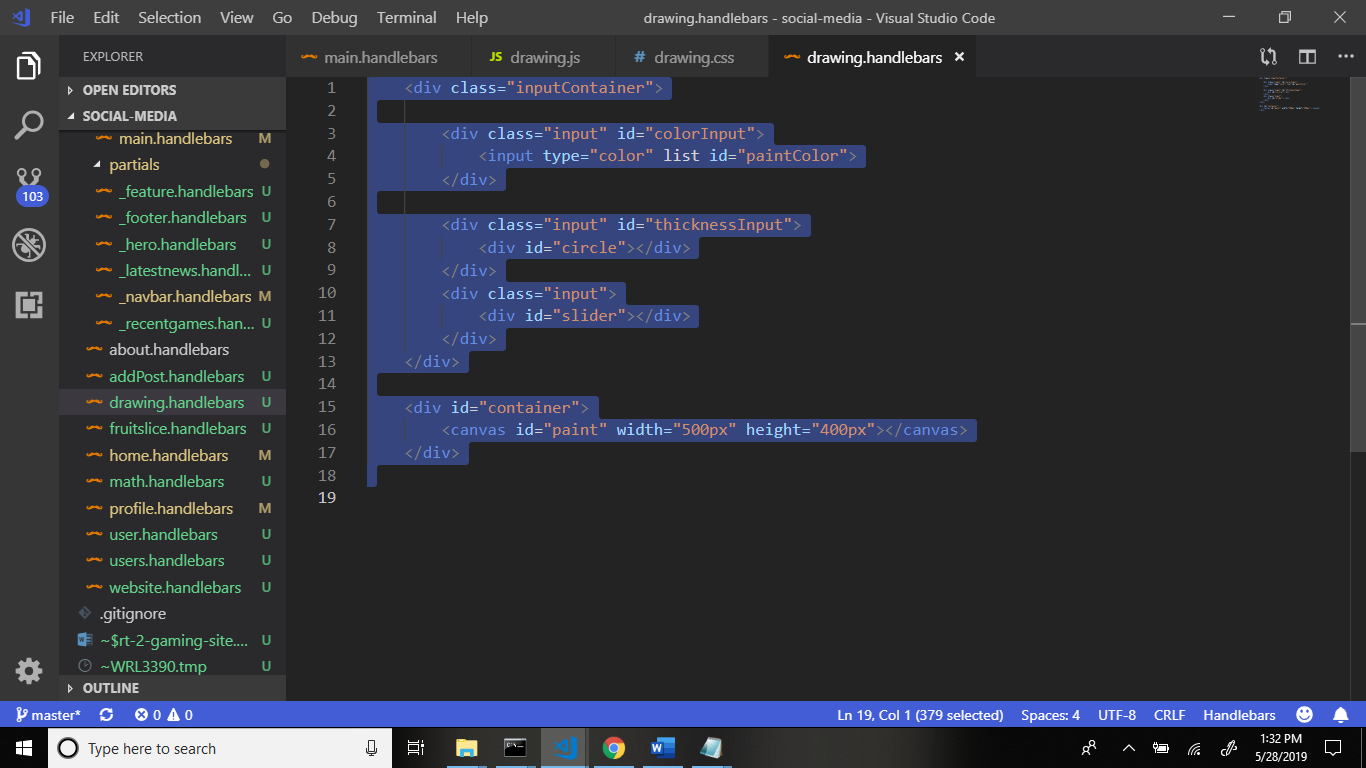 File Edit Selection View Go Debug Terminal Help
drawing.handlebars - social-media - Visual Studio Code
EXPLORER
OPEN EDITORS
SOCIAL-MEDIA
main.handlebars M
partials
_feature.handlebars U
_footer.handlebars U
_hero.handlebars U
_latestnews.handl... U
_navbar.handlebars M
_recentgames.han... U
about.handlebars
addPost.handlebars U
drawing.handlebars U
fruitslice.handlebars U
home.handlebars M
math.handlebars U
profile.handlebars M
user.handlebars U
users.handlebars U
website.handlebars U
.gitignore
~$rt-2-gaming-site.... U
~WRL3390.tmp U
OUTLINE
103
main.handlebars
JS drawing.js
# drawing.css
drawing.handlebars ×
1 <div class="inputContainer">
2
3 <div class="input" id="colorInput">
4 <input type="color" list id="paintColor">
5 </div>
6
7 <div class="input" id="thicknessInput">
8 <div id="circle"></div>
9 </div>
10 <div class="input">
11 <div id="slider"></div>
12 </div>
13 </div>
14
15 <div id="container">
16 <canvas id="paint" width="500px" height="400px"></canvas>
17 </div>
18
19
master* 0 0
Ln 19, Col 1 (379 selected) Spaces: 4 UTF-8 CRLF Handlebars
Type here to search
1:32 PM
5/28/2019